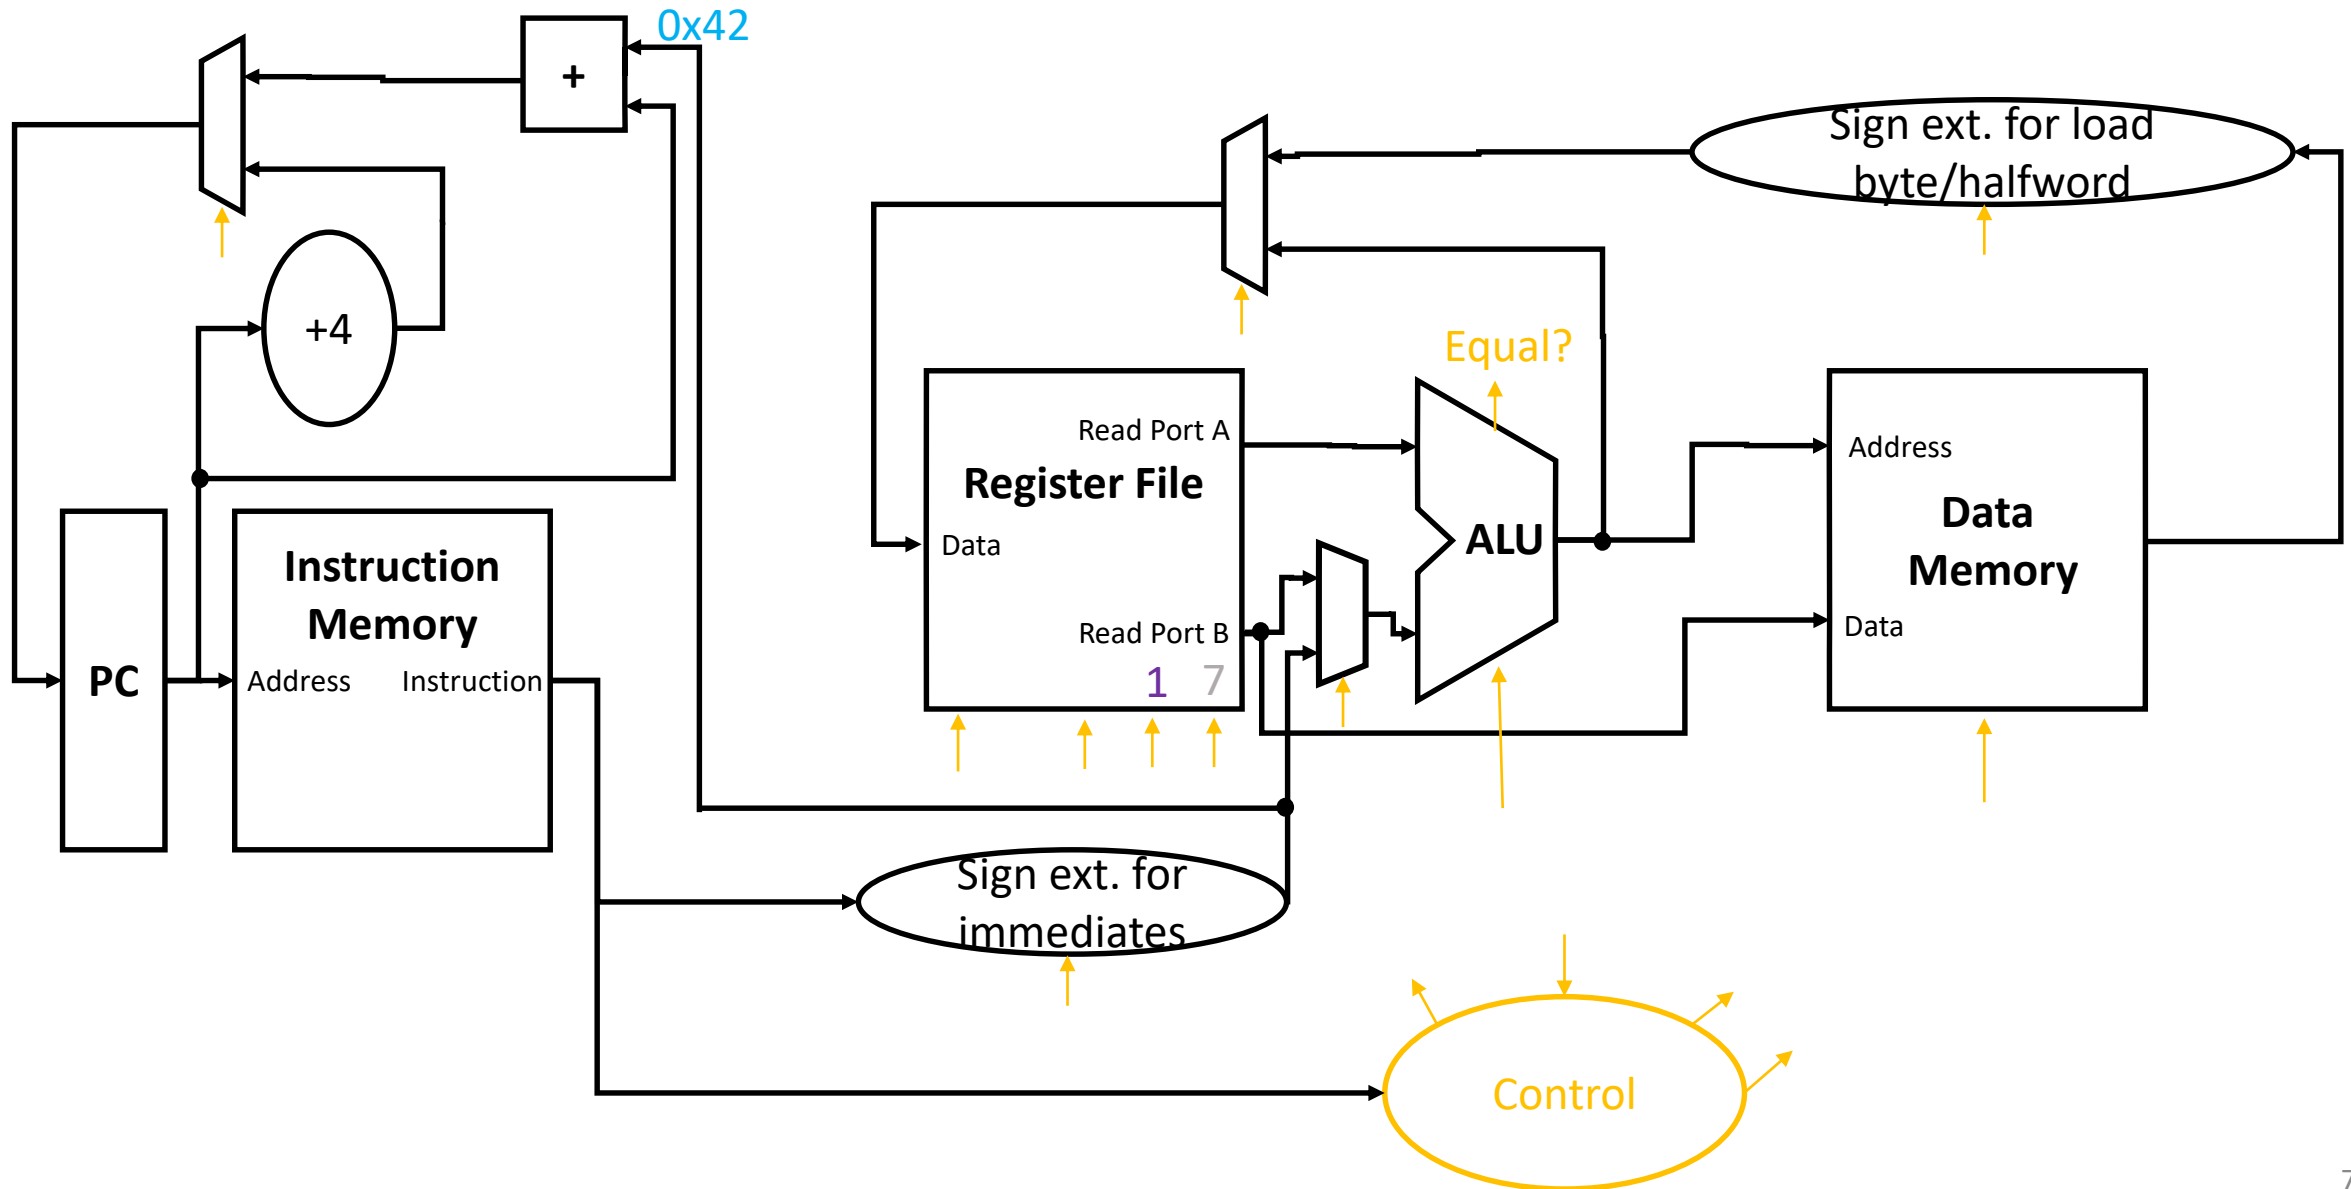 0x42
+
Sign ext. for load
byte/halfword
+4
Equal?
Read Port A
Register File
Data
Read Port B
1 7
ALU
Address
Data
Memory
Data
Instruction
Memory
Address Instruction
PC
Sign ext. for
immediates
Control